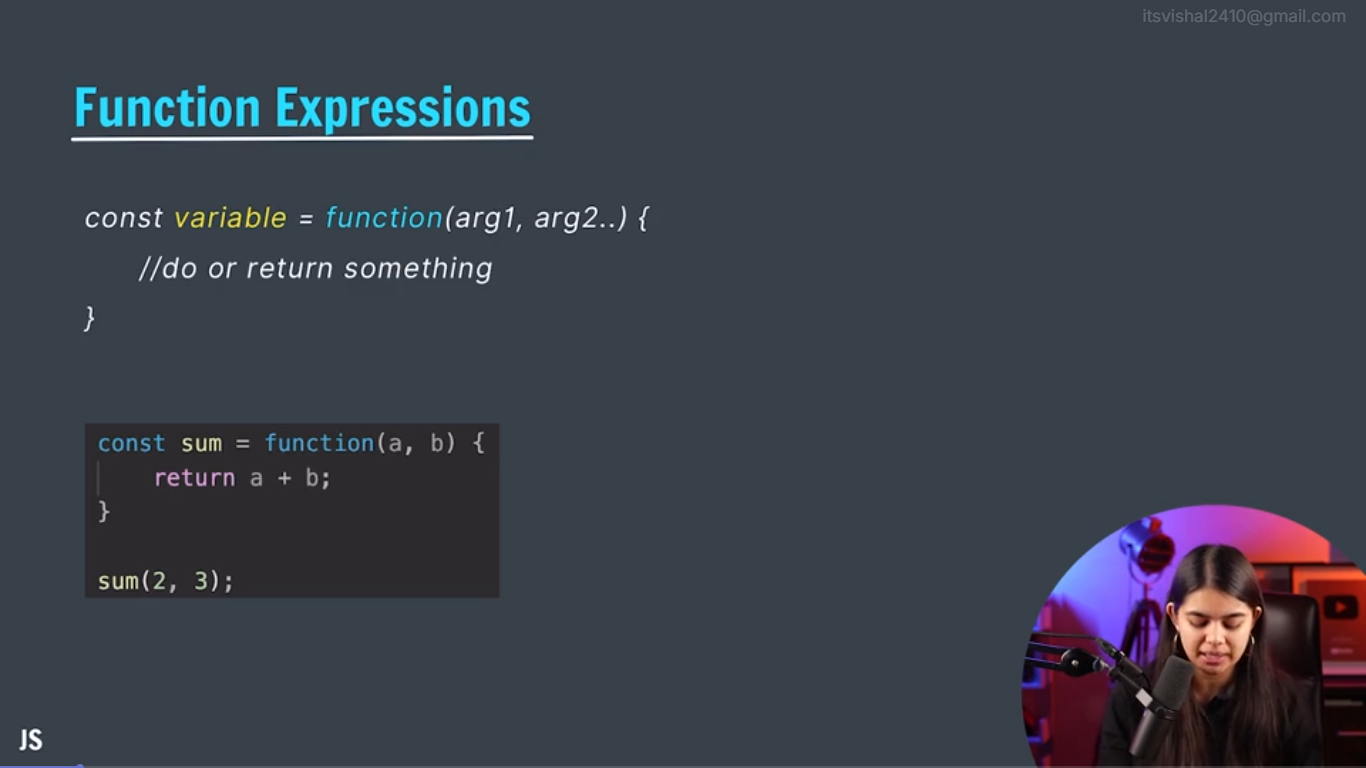 itsvishal2410@gmail.com
Function Expressions
const variable = function(arg1, arg2..) {
//do or return something
}
const sum = function(a, b) {
return a + b;
}
sum(2, 3);
JS